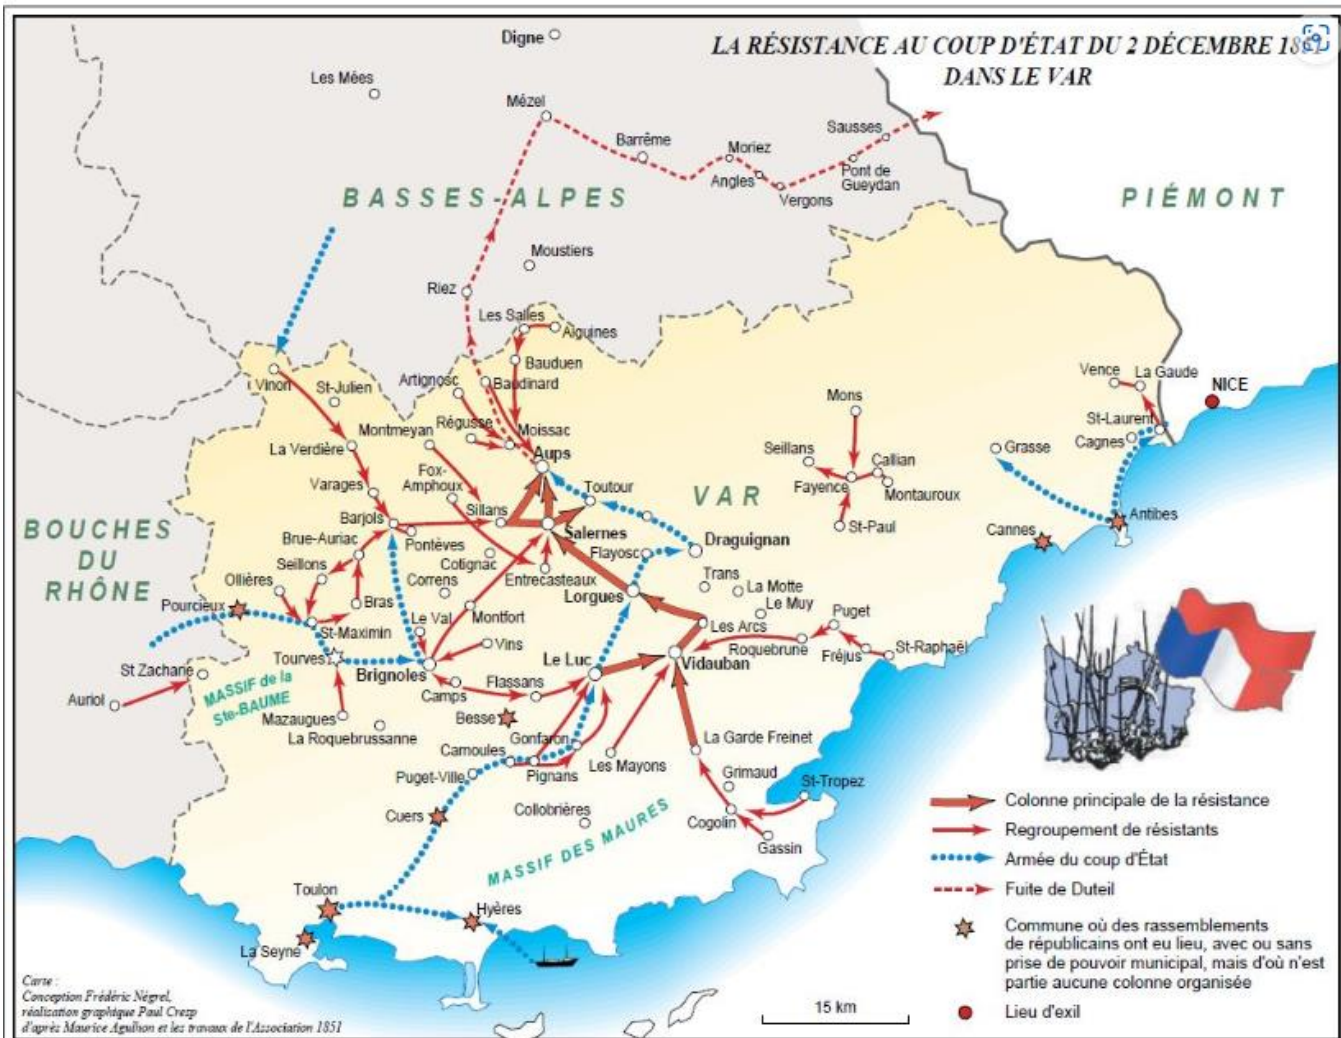 LA RÉSISTANCE AU COUP D'ÉTAT DU 2 DÉCEMBRE
DANS LE VAR
Digne
Les Mées
Mézel
Barrême
Moriez
Sausses
Angles
Pont de
Gueydan
Vergons
BASSES-ALPES
PIÉMONT
Moustiers
Riez
Les Salles
Aiguines
Bauduen
Vinon
St-Julien
Artignosc
Baudinard
Vence
La Gaude
NICE
Mons
Montmeyan
Régusse
Moissac
St-Laurent
Cagnes
La Verdière
Aups
Seillans
Callian
Grasse
Fox-
Amphoux
Toutour
Varages
Fayence
Montauroux
VAR
Sillans
BOUCHES
DU
RHÔNE
Barjols
Salernes
St-Paul
Cannes
Antibes
Brue-Auriac
Pontèves
Flayosc
Draguignan
Cotignac
Seillons
Entrecasteaux
Trans
La Motte
Ollières
Correns
Lorgues
Le Muy
Pourcieux
Bras
Montfort
Puget
St-Maximin
Le Val
Les Arcs
Vins
Roquebrune
St-Raphaël
Tourves
Le Luc
Vidauban
Fréjus
St Zacharie
Brignoles
Flassans
Camps
MASSIF de la
Ste-BAUME
Auriol
Besse
Mazaugues
La Roquebrussanne
Gonfaron
La Garde Freinet
Carnoules
Les Mayons
Puget-Ville
Pignans
Grimaud
St-Tropez
Collobrières
Cogolin
Cuers
Gassin
MASSIF DES MAURES
Toulon
Hyères
La Seyne
Colonne principale de la résistance
Regroupement de résistants
Armée du coup d'État
Fuite de Duteil
Commune où des rassemblements
de républicains ont eu lieu, avec ou sans
prise de pouvoir municipal, mais d'où n'est
partie aucune colonne organisée
Lieu d'exil
15 km
Carte :
Conception Frédéric Négrel,
réalisation graphique Paul Cresp
d'après Maurice Agulhon et les travaux de l'Association 1851